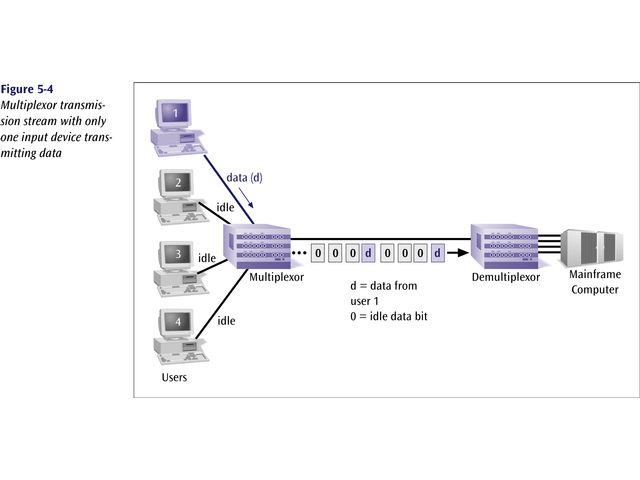 Figure 5-4
Multiplexor transmis-
sion stream with only
one input device trans-
mitting data
1
data (d)
2
idle
3
idle
4
idle
Users
Multiplexor
••• 0 0 0 d 0 0 0 d
Demultiplexor
Mainframe
Computer
d = data from
user 1
0 = idle data bit